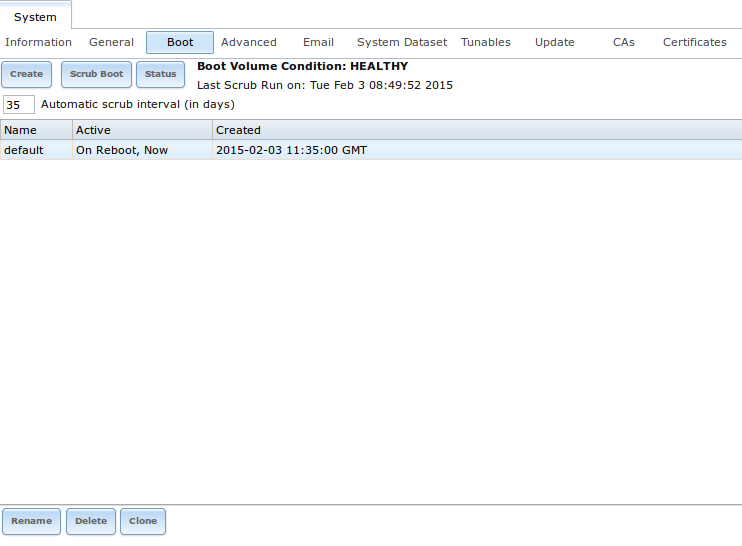 System
Information General Boot Advanced Email System Dataset Tunables Update CAs Certificates
Create Scrub Boot Status Boot Volume Condition: HEALTHY
Last Scrub Run on: Tue Feb 3 08:49:52 2015
35 Automatic scrub interval (in days)
Name Active Created
default On Reboot, Now 2015-02-03 11:35:00 GMT
Rename Delete Clone